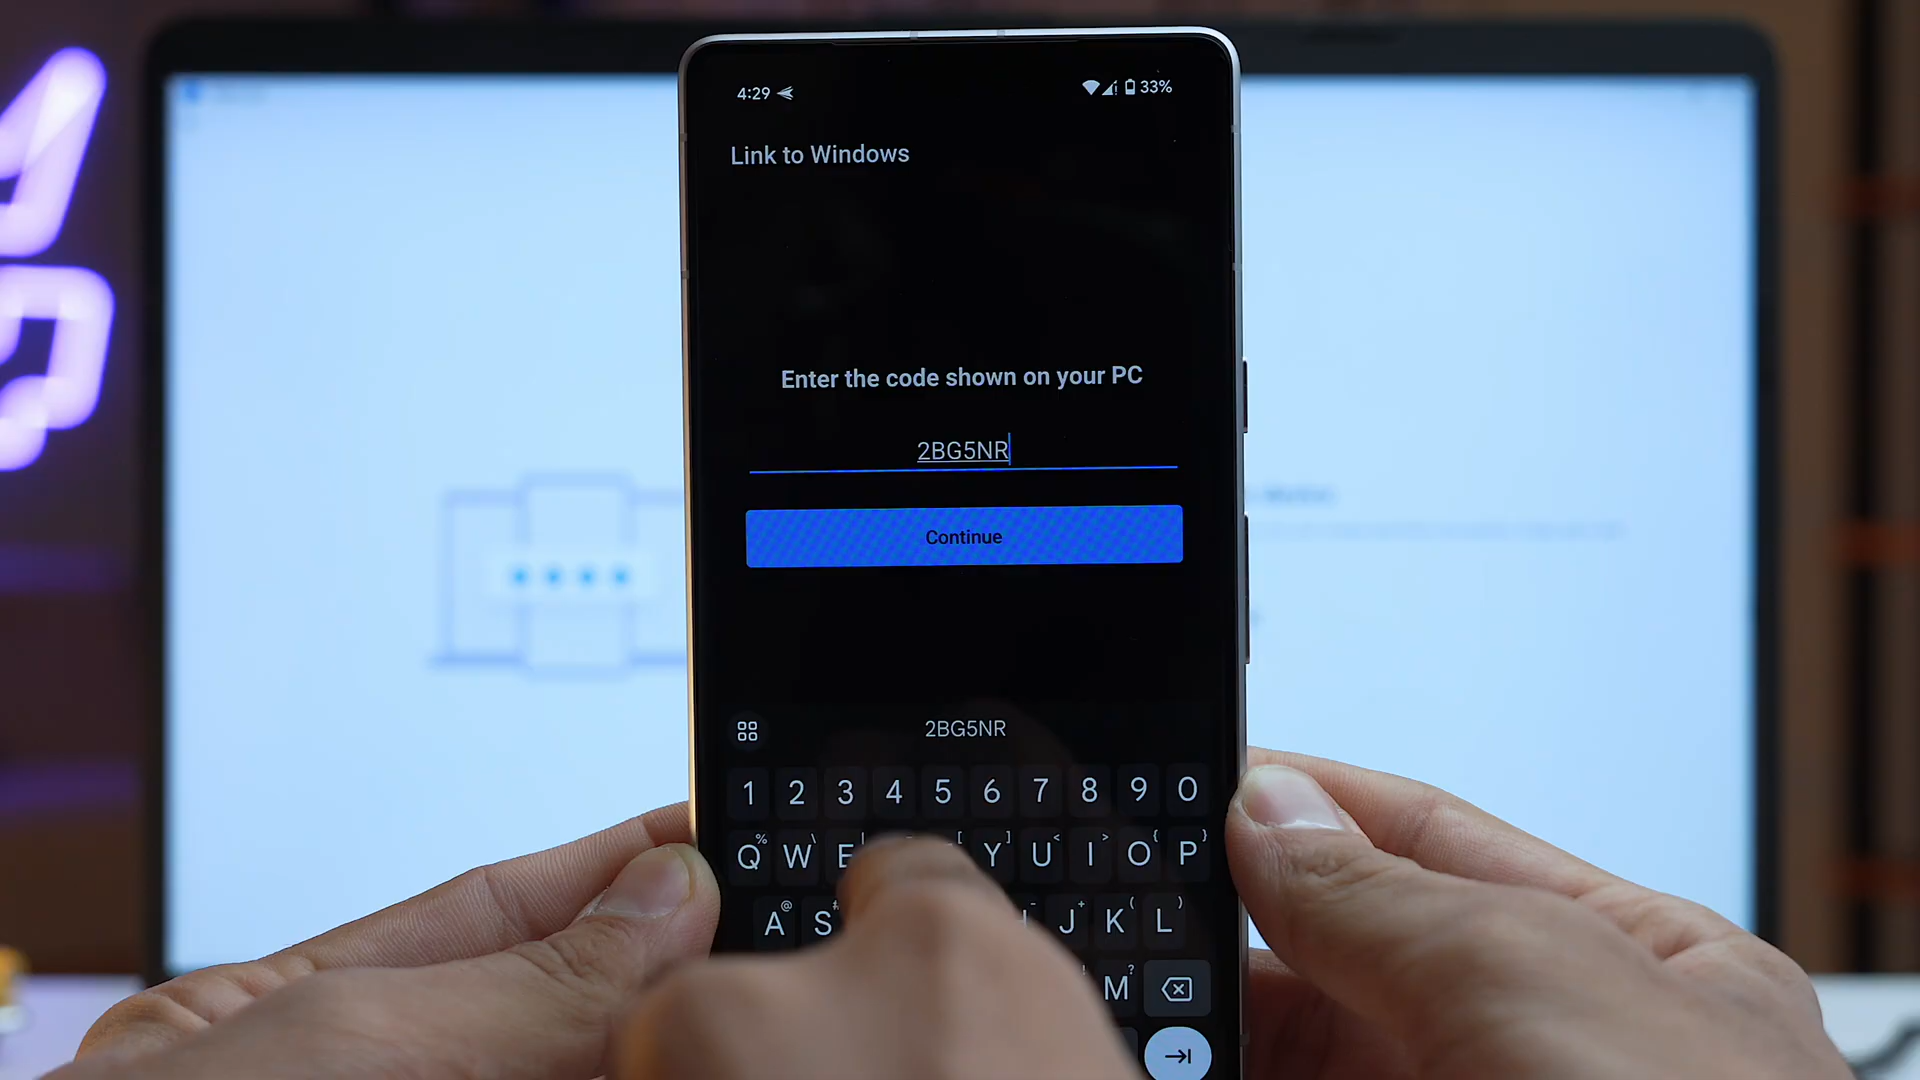 4:29 33%
Link to Windows
Enter the code shown on your PC
2BG5NR
Continue
2BG5NR
1 2 3 4 5 6 7 8 9 0
% \ | [ ] < > { }
Q W E Y U I O P
@ - + ( )
A S J K L
! ?
M